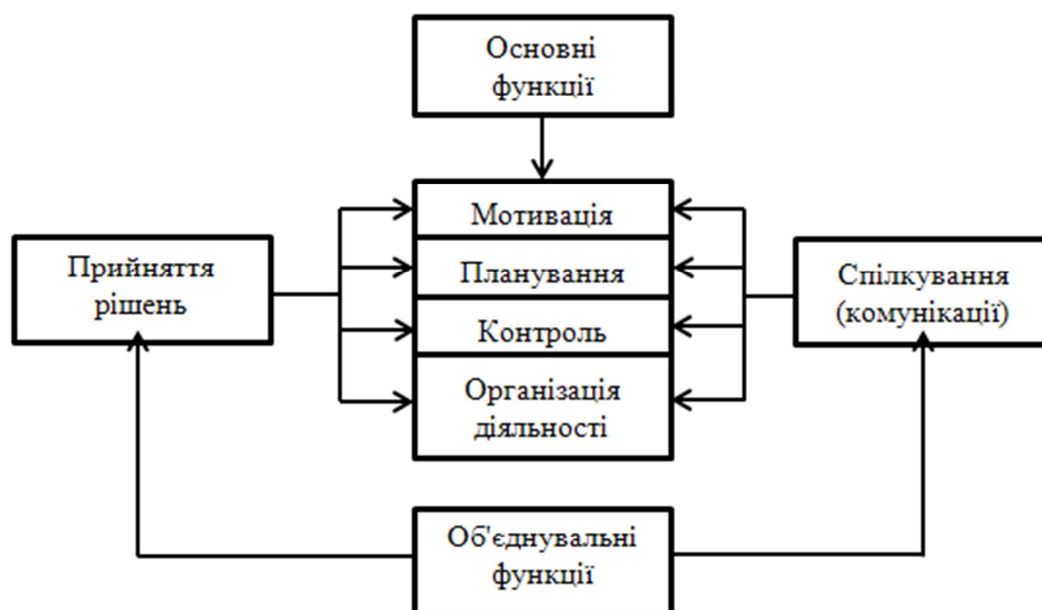 Основні
функції
Мотивація
Прийняття
рішень
Планування
Спілкування
(комунікації)
Контроль
Організація
діяльності
Об'єднувальні
функції